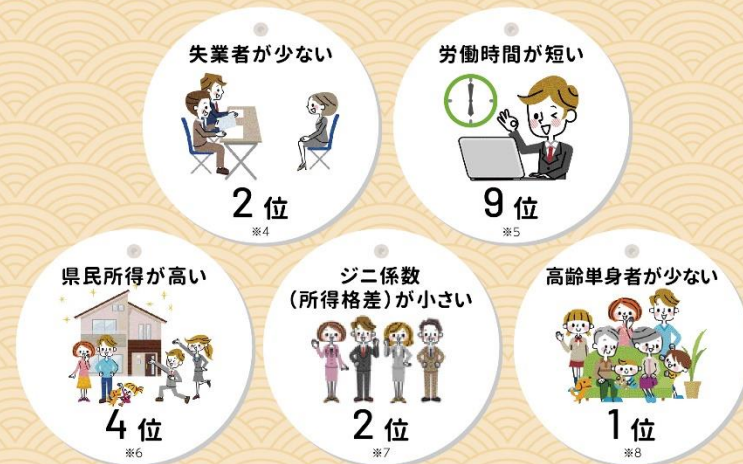 失業者が少ない
2位
※4
労働時間が短い
9位
※5
県民所得が高い
4位
※6
ジニ係数
(所得格差)が小さい
2位
※7
高齢単身者が少ない
1位
※8